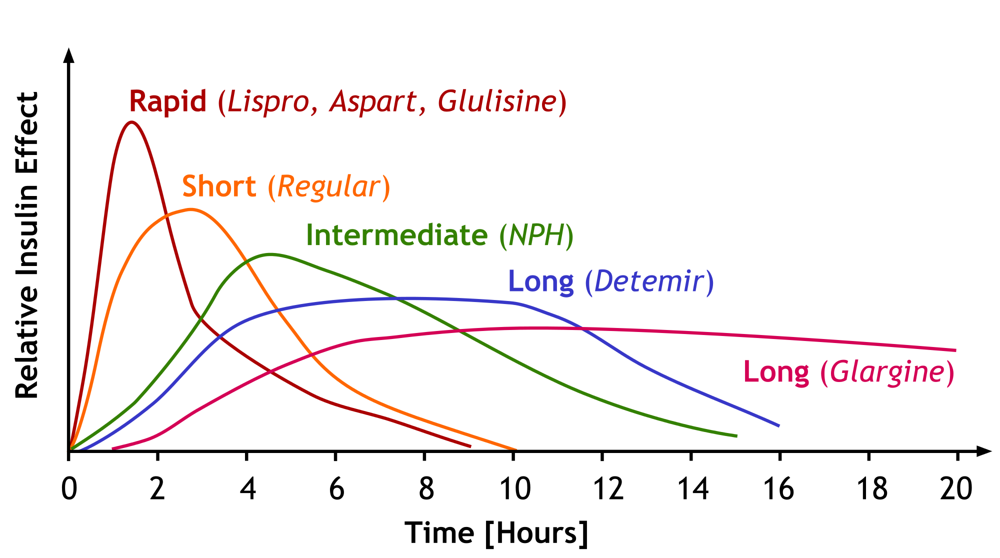 Relative Insulin Effect
Rapid (Lispro, Aspart, Glulisine)
Short (Regular)
Intermediate (NPH)
Long (Detemir)
Long (Glargine)
0 2 4 6 8 10 12 14 16 18 20
Time [Hours]